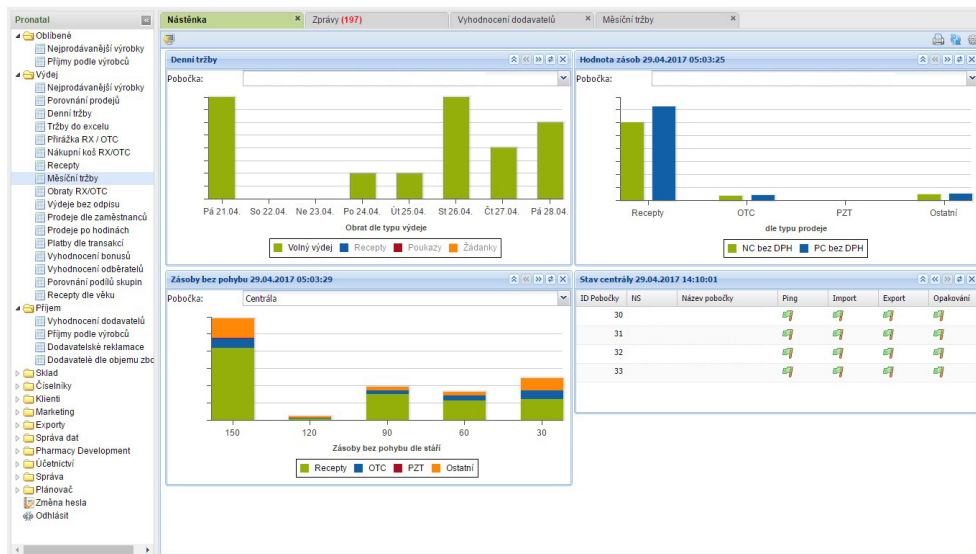 Pronatal
Oblíbené
Nejprodávanější výrobky
Příjmy podle výrobců
Výdej
Nejprodávanější výrobky
Porovnání prodejů
Denní tržby
Tržby do excelu
Přirážka RX / OTC
Nákupní koš RX/OTC
Recepty
Měsíční tržby
Obraty RX/OTC
Výdeje bez odpisu
Prodeje dle zaměstnanců
Prodeje po hodinách
Platby dle transakcí
Vyhodnocení bonusů
Vyhodnocení odběratelů
Porovnání podílů skupin
Recepty dle věku
Příjem
Vyhodnocení dodavatelů
Příjmy podle výrobců
Dodavatelské reklamace
Dodavatelé dle objemu zbo
Sklad
Číselníky
Klienti
Marketing
Exporty
Správa dat
Pharmacy Development
Účetnictví
Správa
Plánovač
Změna hesla
Odhlásit
Nástěnka Zprávy (197) Vyhodnocení dodavatelů Měsíční tržby
Denní tržby
Pobočka:
Pá 21.04. So 22.04. Ne 23.04. Po 24.04. Út 25.04. St 26.04. Čt 27.04. Pá 28.04.
Obrat dle typu výdeje
Volný výdej Recepty Poukazy Žádanky
Hodnota zásob 29.04.2017 05:03:25
Pobočka:
Recepty OTC PZT Ostatní
dle typu prodeje
NC bez DPH PC bez DPH
Zásoby bez pohybu 29.04.2017 05:03:29
Pobočka: Centrála
150 120 90 60 30
Zásoby bez pohybu dle stáří
Recepty OTC PZT Ostatní
Stav centrály 29.04.2017 14:10:01
ID Pobočky NS Název pobočky Ping Import Export Opakování
30
31
32
33